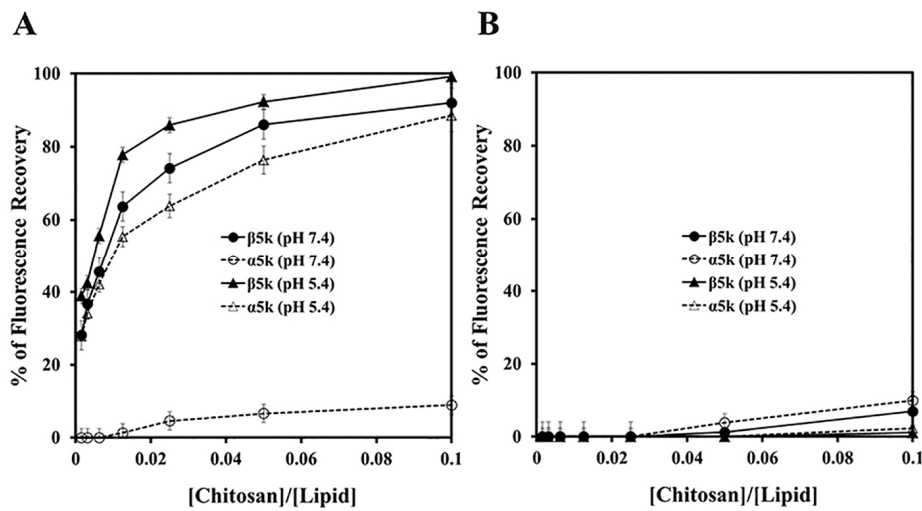 A
B
% of Fluorescence Recovery
100
80
60
40
20
0
β5k (pH 7.4)
α5k (pH 7.4)
β5k (pH 5.4)
α5k (pH 5.4)
0
0.02
0.04
0.06
0.08
0.1
[Chitosan]/[Lipid]
% of Fluorescence Recovery
100
80
60
40
20
0
β5k (pH 7.4)
α5k (pH 7.4)
β5k (pH 5.4)
α5k (pH 5.4)
0
0.02
0.04
0.06
0.08
0.1
[Chitosan]/[Lipid]